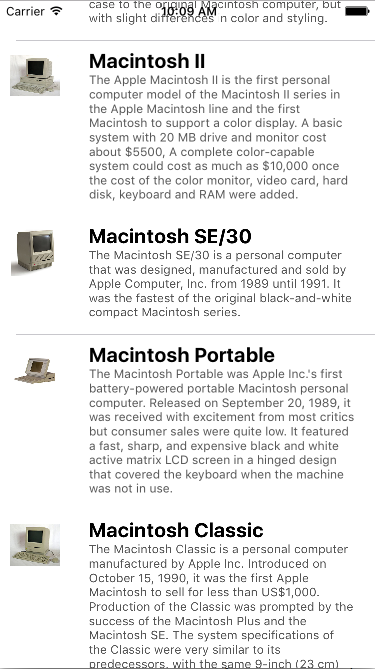 case to the original Macintosh computer, but
Carrier 10:09 AM
with slight differences in color and styling.
Macintosh II
The Apple Macintosh II is the first personal
computer model of the Macintosh II series in
the Apple Macintosh line and the first
Macintosh to support a color display. A basic
system with 20 MB drive and monitor cost
about $5500, A complete color-capable
system could cost as much as $10,000 once
the cost of the color monitor, video card, hard
disk, keyboard and RAM were added.
Macintosh SE/30
The Macintosh SE/30 is a personal computer
that was designed, manufactured and sold by
Apple Computer, Inc. from 1989 until 1991. It
was the fastest of the original black-and-white
compact Macintosh series.
Macintosh Portable
The Macintosh Portable was Apple Inc.'s first
battery-powered portable Macintosh personal
computer. Released on September 20, 1989, it
was received with excitement from most critics
but consumer sales were quite low. It featured
a fast, sharp, and expensive black and white
active matrix LCD screen in a hinged design
that covered the keyboard when the machine
was not in use.
Macintosh Classic
The Macintosh Classic is a personal computer
manufactured by Apple Inc. Introduced on
October 15, 1990, it was the first Apple
Macintosh to sell for less than US$1,000.
Production of the Classic was prompted by the
success of the Macintosh Plus and the
Macintosh SE. The system specifications of
the Classic were very similar to its
predecessors, with the same 9-inch (23 cm)